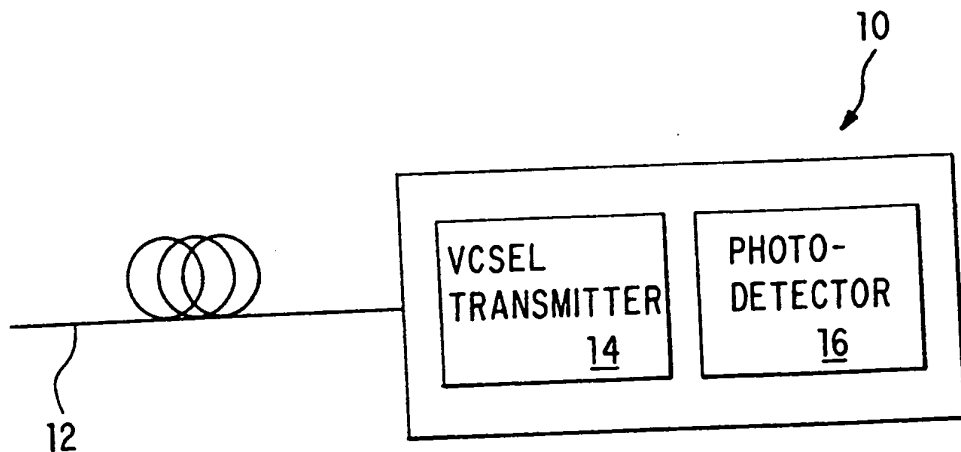 10
VCSEL
TRANSMITTER
14
PHOTO-
DETECTOR
16
12